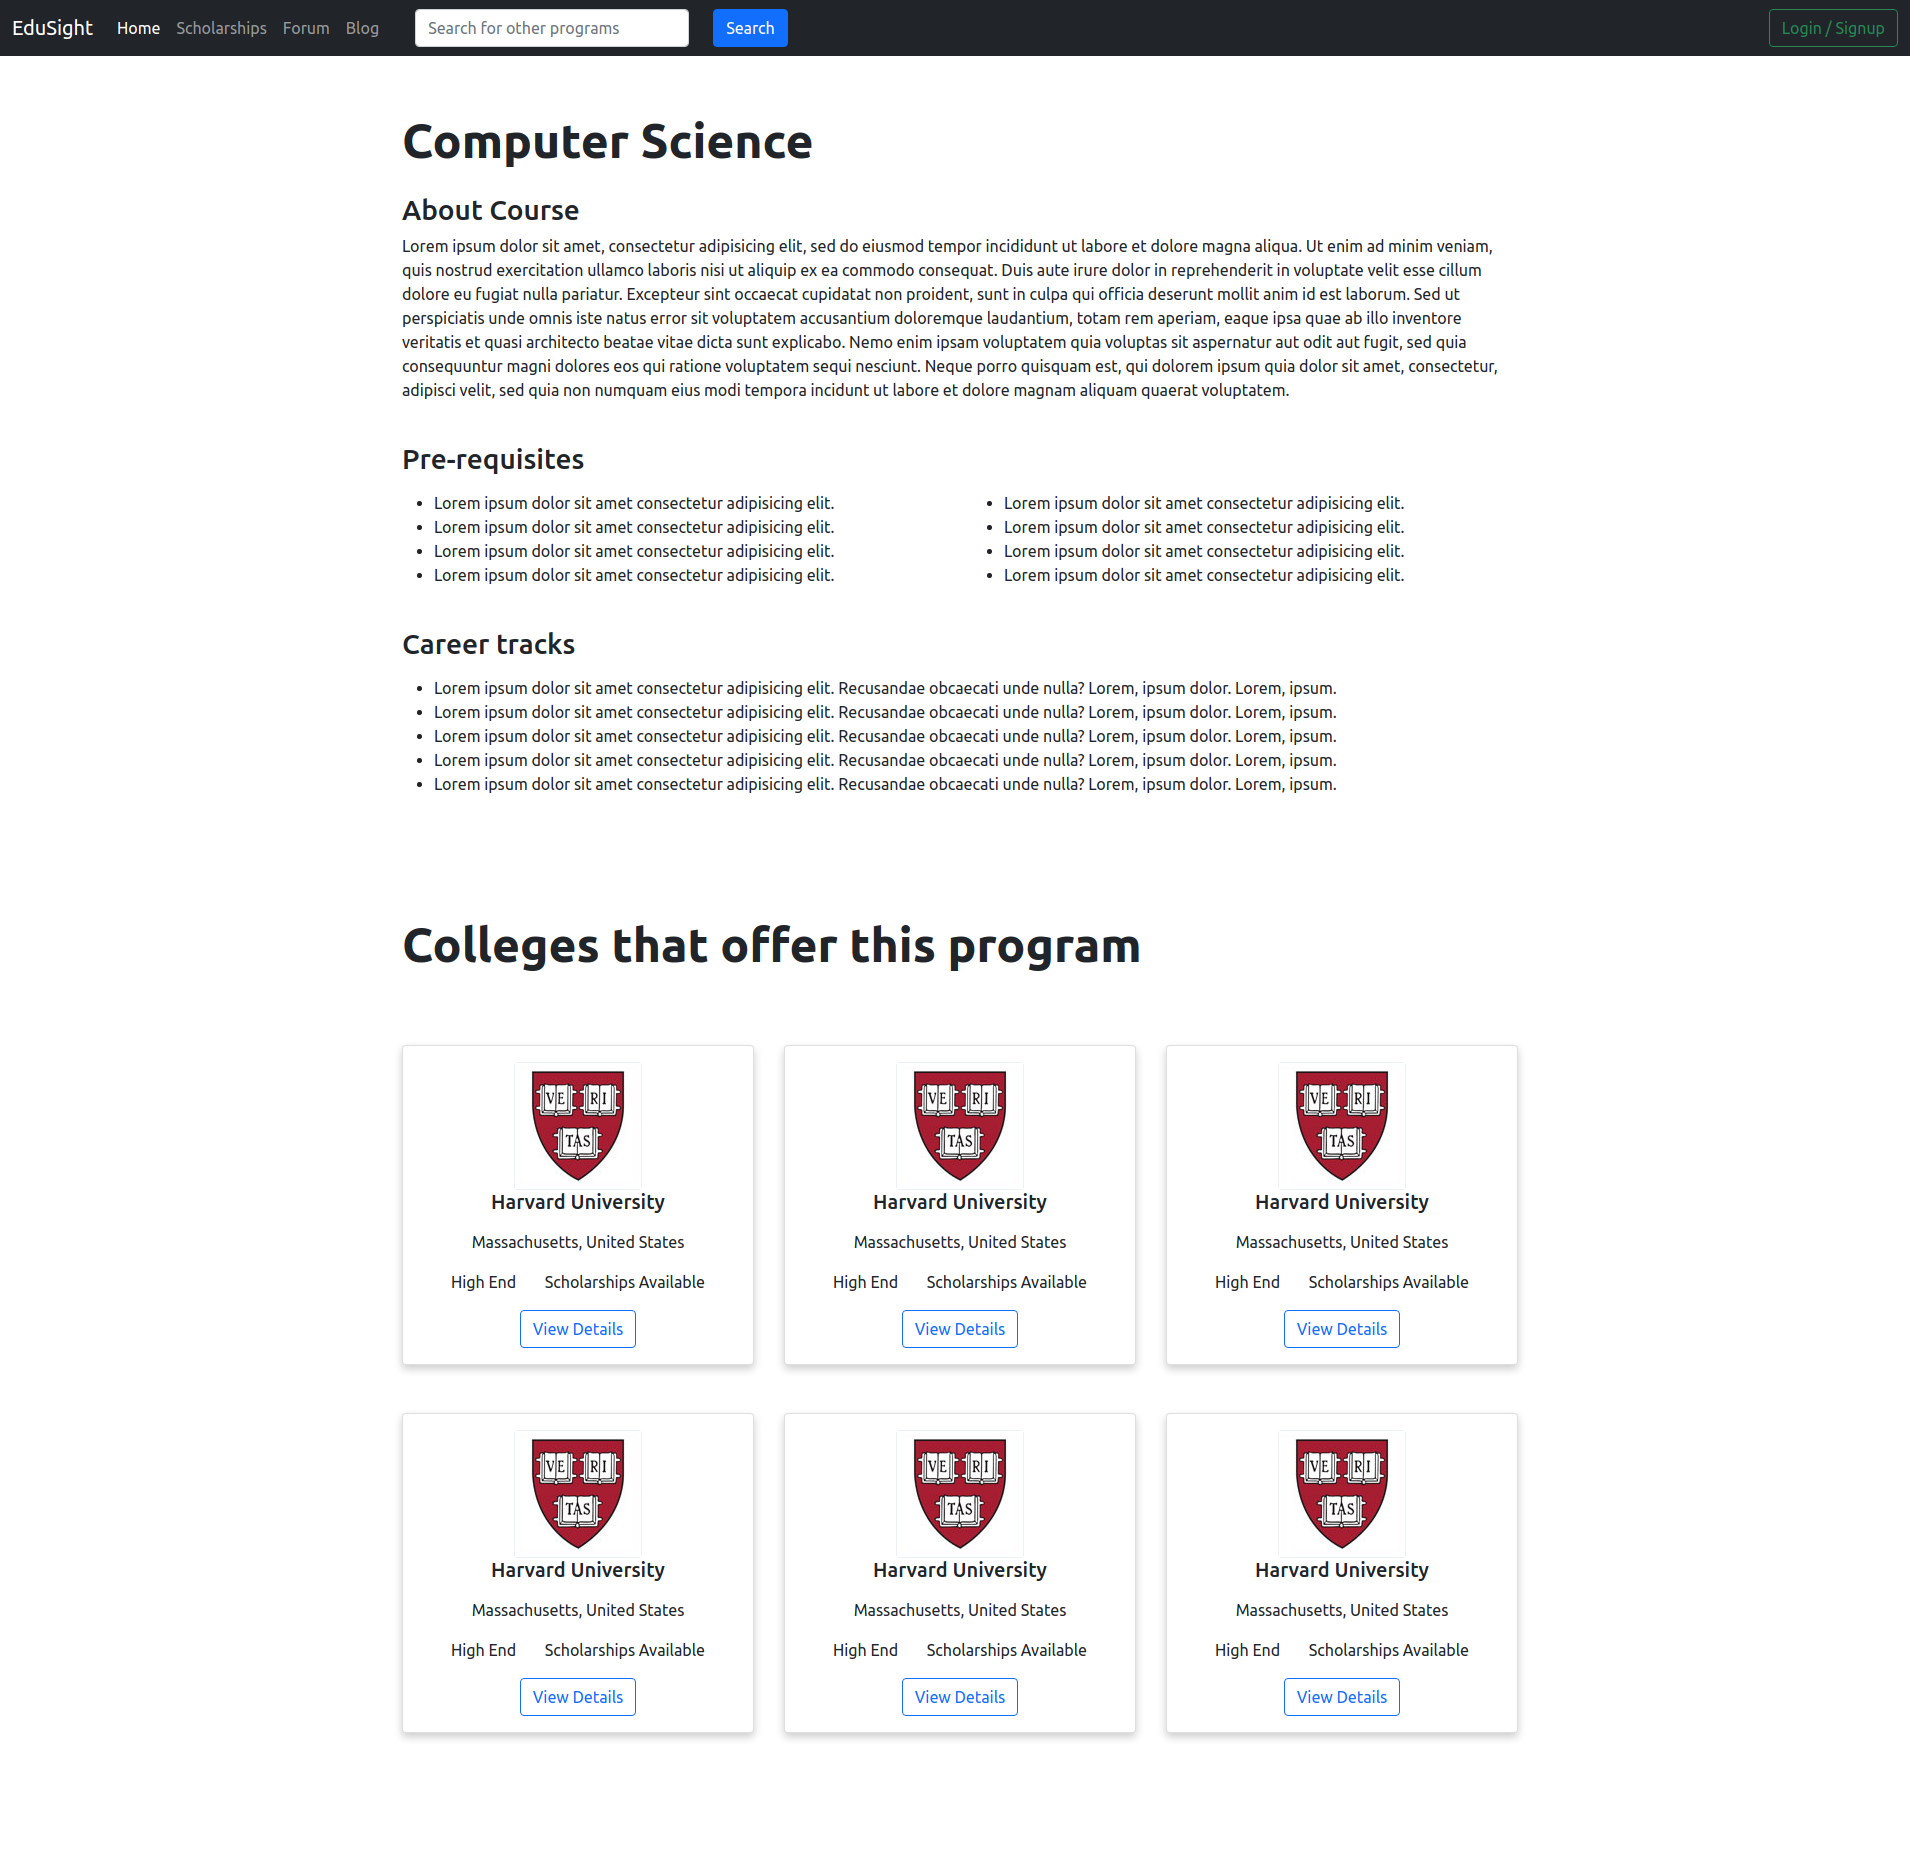 EduSight Home Scholarships Forum Blog Search for other programs Search Login / Signup
Computer Science
About Course
Lorem ipsum dolor sit amet, consectetur adipisicing elit, sed do eiusmod tempor incididunt ut labore et dolore magna aliqua. Ut enim ad minim veniam,
quis nostrud exercitation ullamco laboris nisi ut aliquip ex ea commodo consequat. Duis aute irure dolor in reprehenderit in voluptate velit esse cillum
dolore eu fugiat nulla pariatur. Excepteur sint occaecat cupidatat non proident, sunt in culpa qui officia deserunt mollit anim id est laborum. Sed ut
perspiciatis unde omnis iste natus error sit voluptatem accusantium doloremque laudantium, totam rem aperiam, eaque ipsa quae ab illo inventore
veritatis et quasi architecto beatae vitae dicta sunt explicabo. Nemo enim ipsam voluptatem quia voluptas sit aspernatur aut odit aut fugit, sed quia
consequuntur magni dolores eos qui ratione voluptatem sequi nesciunt. Neque porro quisquam est, qui dolorem ipsum quia dolor sit amet, consectetur,
adipisci velit, sed quia non numquam eius modi tempora incidunt ut labore et dolore magnam aliquam quaerat voluptatem.
Pre-requisites
• Lorem ipsum dolor sit amet consectetur adipisicing elit.
• Lorem ipsum dolor sit amet consectetur adipisicing elit.
• Lorem ipsum dolor sit amet consectetur adipisicing elit.
• Lorem ipsum dolor sit amet consectetur adipisicing elit.
• Lorem ipsum dolor sit amet consectetur adipisicing elit.
• Lorem ipsum dolor sit amet consectetur adipisicing elit.
• Lorem ipsum dolor sit amet consectetur adipisicing elit.
• Lorem ipsum dolor sit amet consectetur adipisicing elit.
Career tracks
• Lorem ipsum dolor sit amet consectetur adipisicing elit. Recusandae obcaecati unde nulla? Lorem, ipsum dolor. Lorem, ipsum.
• Lorem ipsum dolor sit amet consectetur adipisicing elit. Recusandae obcaecati unde nulla? Lorem, ipsum dolor. Lorem, ipsum.
• Lorem ipsum dolor sit amet consectetur adipisicing elit. Recusandae obcaecati unde nulla? Lorem, ipsum dolor. Lorem, ipsum.
• Lorem ipsum dolor sit amet consectetur adipisicing elit. Recusandae obcaecati unde nulla? Lorem, ipsum dolor. Lorem, ipsum.
• Lorem ipsum dolor sit amet consectetur adipisicing elit. Recusandae obcaecati unde nulla? Lorem, ipsum dolor. Lorem, ipsum.
Colleges that offer this program
VE RI
TAS
Harvard University
Massachusetts, United States
High End Scholarships Available
View Details
VE RI
TAS
Harvard University
Massachusetts, United States
High End Scholarships Available
View Details
VE RI
TAS
Harvard University
Massachusetts, United States
High End Scholarships Available
View Details
VE RI
TAS
Harvard University
Massachusetts, United States
High End Scholarships Available
View Details
VE RI
TAS
Harvard University
Massachusetts, United States
High End Scholarships Available
View Details
VE RI
TAS
Harvard University
Massachusetts, United States
High End Scholarships Available
View Details